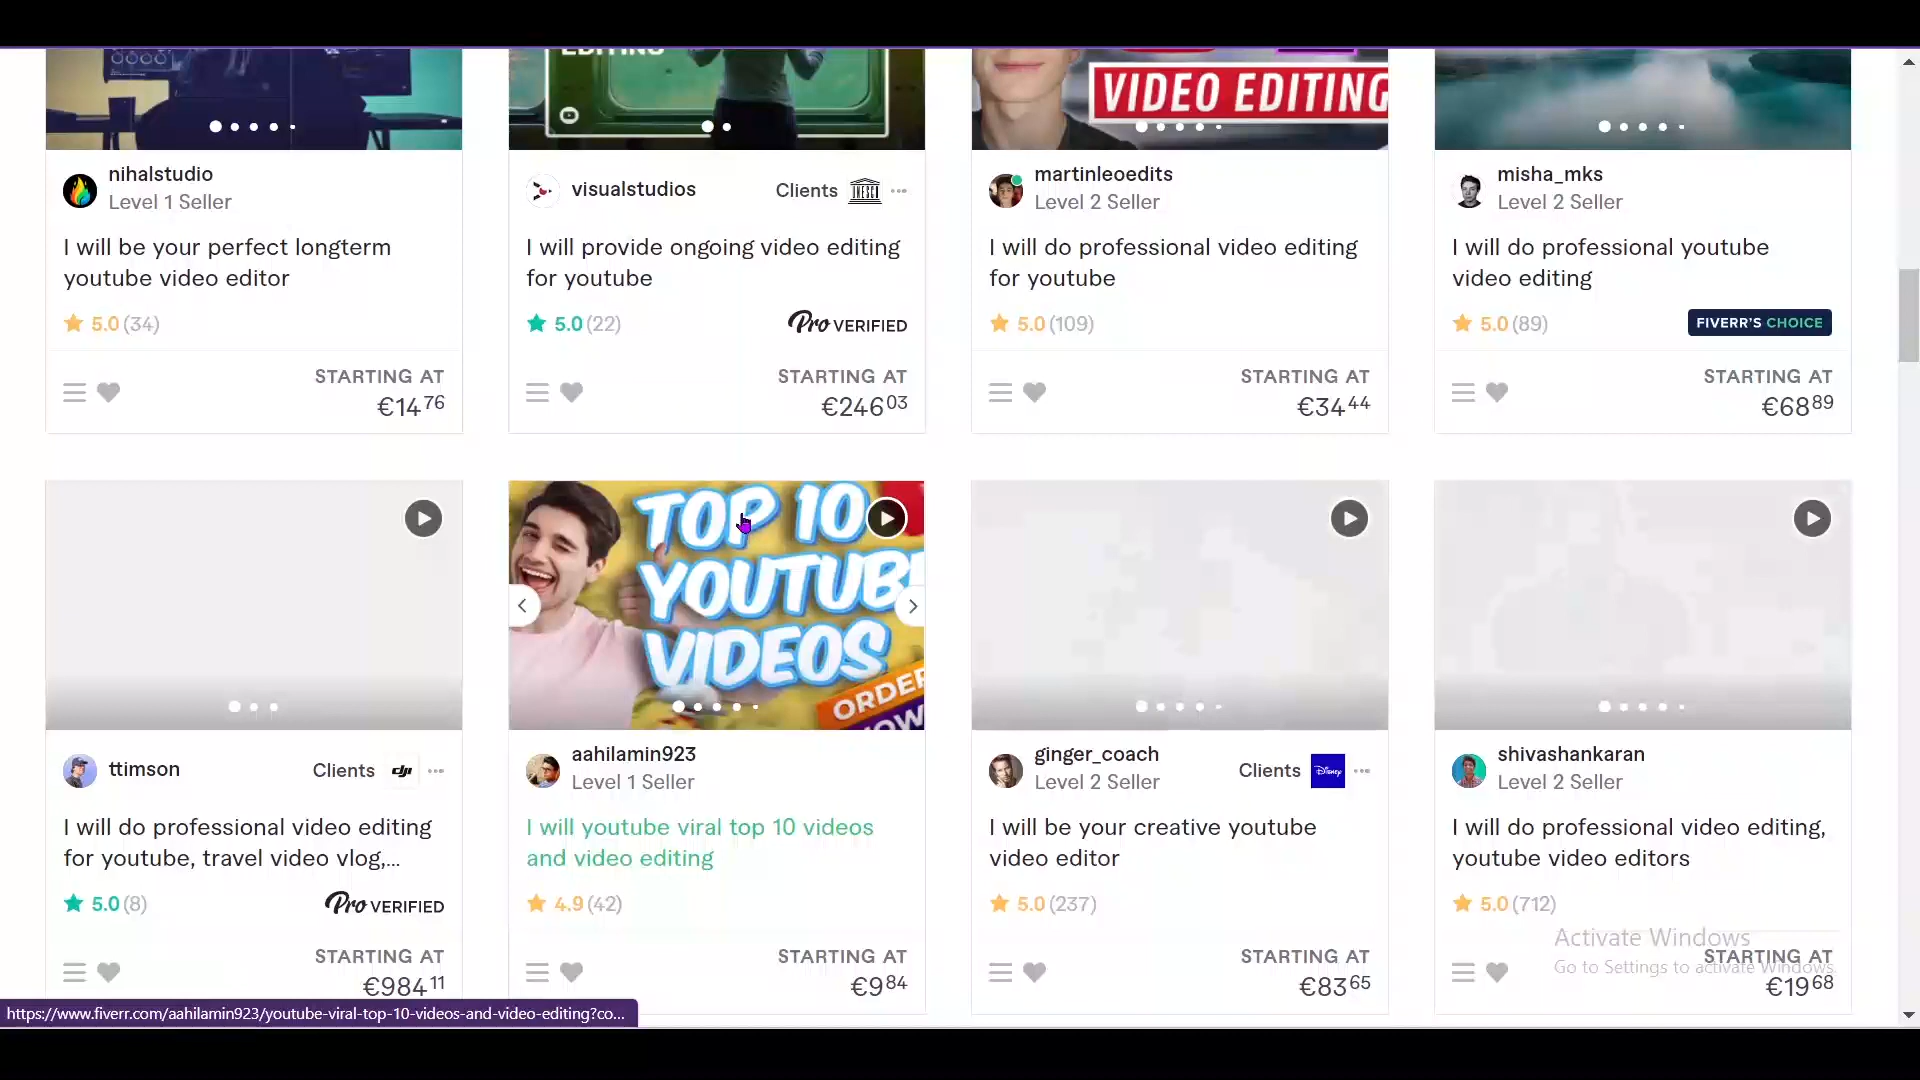 EDITING
VIDEO EDITING
nihalstudio
Level 1 Seller
I will be your perfect longterm
youtube video editor
5.0 (34)
STARTING AT
€14 76
visualstudios
Clients
UNESCO
I will provide ongoing video editing
for youtube
5.0 (22)
Pro VERIFIED
STARTING AT
€246 03
martinleoedits
Level 2 Seller
I will do professional video editing
for youtube
5.0 (109)
STARTING AT
€34 44
misha_mks
Level 2 Seller
I will do professional youtube
video editing
5.0 (89)
FIVERR'S CHOICE
STARTING AT
€68 89
ttimson
Clients
dji
I will do professional video editing
for youtube, travel video vlog,...
5.0 (8)
Pro VERIFIED
STARTING AT
€984 11
TOP 10
YOUTUBE
VIDEOS
ORDER
NOW
aahilamin923
Level 1 Seller
I will youtube viral top 10 videos
and video editing
4.9 (42)
STARTING AT
€9 84
ginger_coach
Level 2 Seller
Clients
Disney
I will be your creative youtube
video editor
5.0 (237)
STARTING AT
€83 65
shivashankaran
Level 2 Seller
I will do professional video editing,
youtube video editors
5.0 (712)
STARTING AT
€19 68
Activate Windows
Go to Settings to activate Windows.
https://www.fiverr.com/aahilamin923/youtube-viral-top-10-videos-and-video-editing?co...